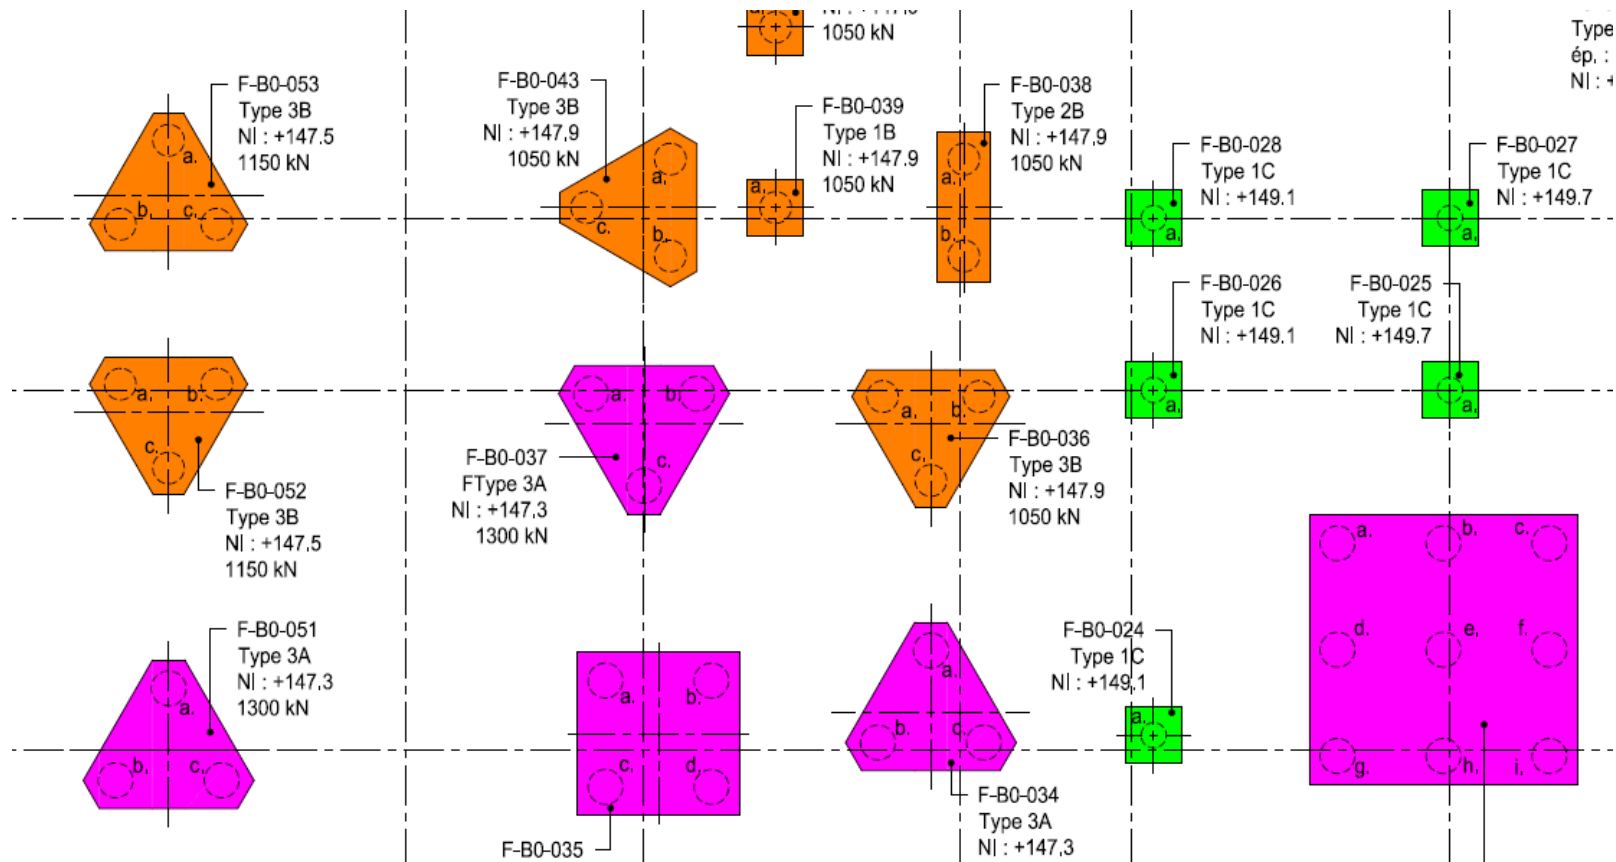 1050 kN
Type
ép. :
NI : +
F-B0-053
Type 3B
NI : +147.5
1150 kN
a.
b.
c.
F-B0-043
Type 3B
NI : +147.9
1050 kN
a.
b.
c.
a.
F-B0-039
Type 1B
NI : +147.9
1050 kN
a.
F-B0-038
Type 2B
NI : +147.9
1050 kN
a.
b.
F-B0-028
Type 1C
NI : +149.1
a.
F-B0-027
Type 1C
NI : +149.7
a.
F-B0-026
Type 1C
NI : +149.1
a.
F-B0-025
Type 1C
NI : +149.7
a.
a.
b.
c.
F-B0-052
Type 3B
NI : +147.5
1150 kN
a.
b.
c.
F-B0-037
FType 3A
NI : +147.3
1300 kN
a.
b.
c.
F-B0-036
Type 3B
NI : +147.9
1050 kN
a.
b.
c.
d.
e.
f.
g.
h.
i.
F-B0-051
Type 3A
NI : +147.3
1300 kN
a.
b.
c.
a.
b.
c.
d.
F-B0-035
a.
b.
c.
F-B0-034
Type 3A
NI : +147.3
F-B0-024
Type 1C
NI : +149.1
a.